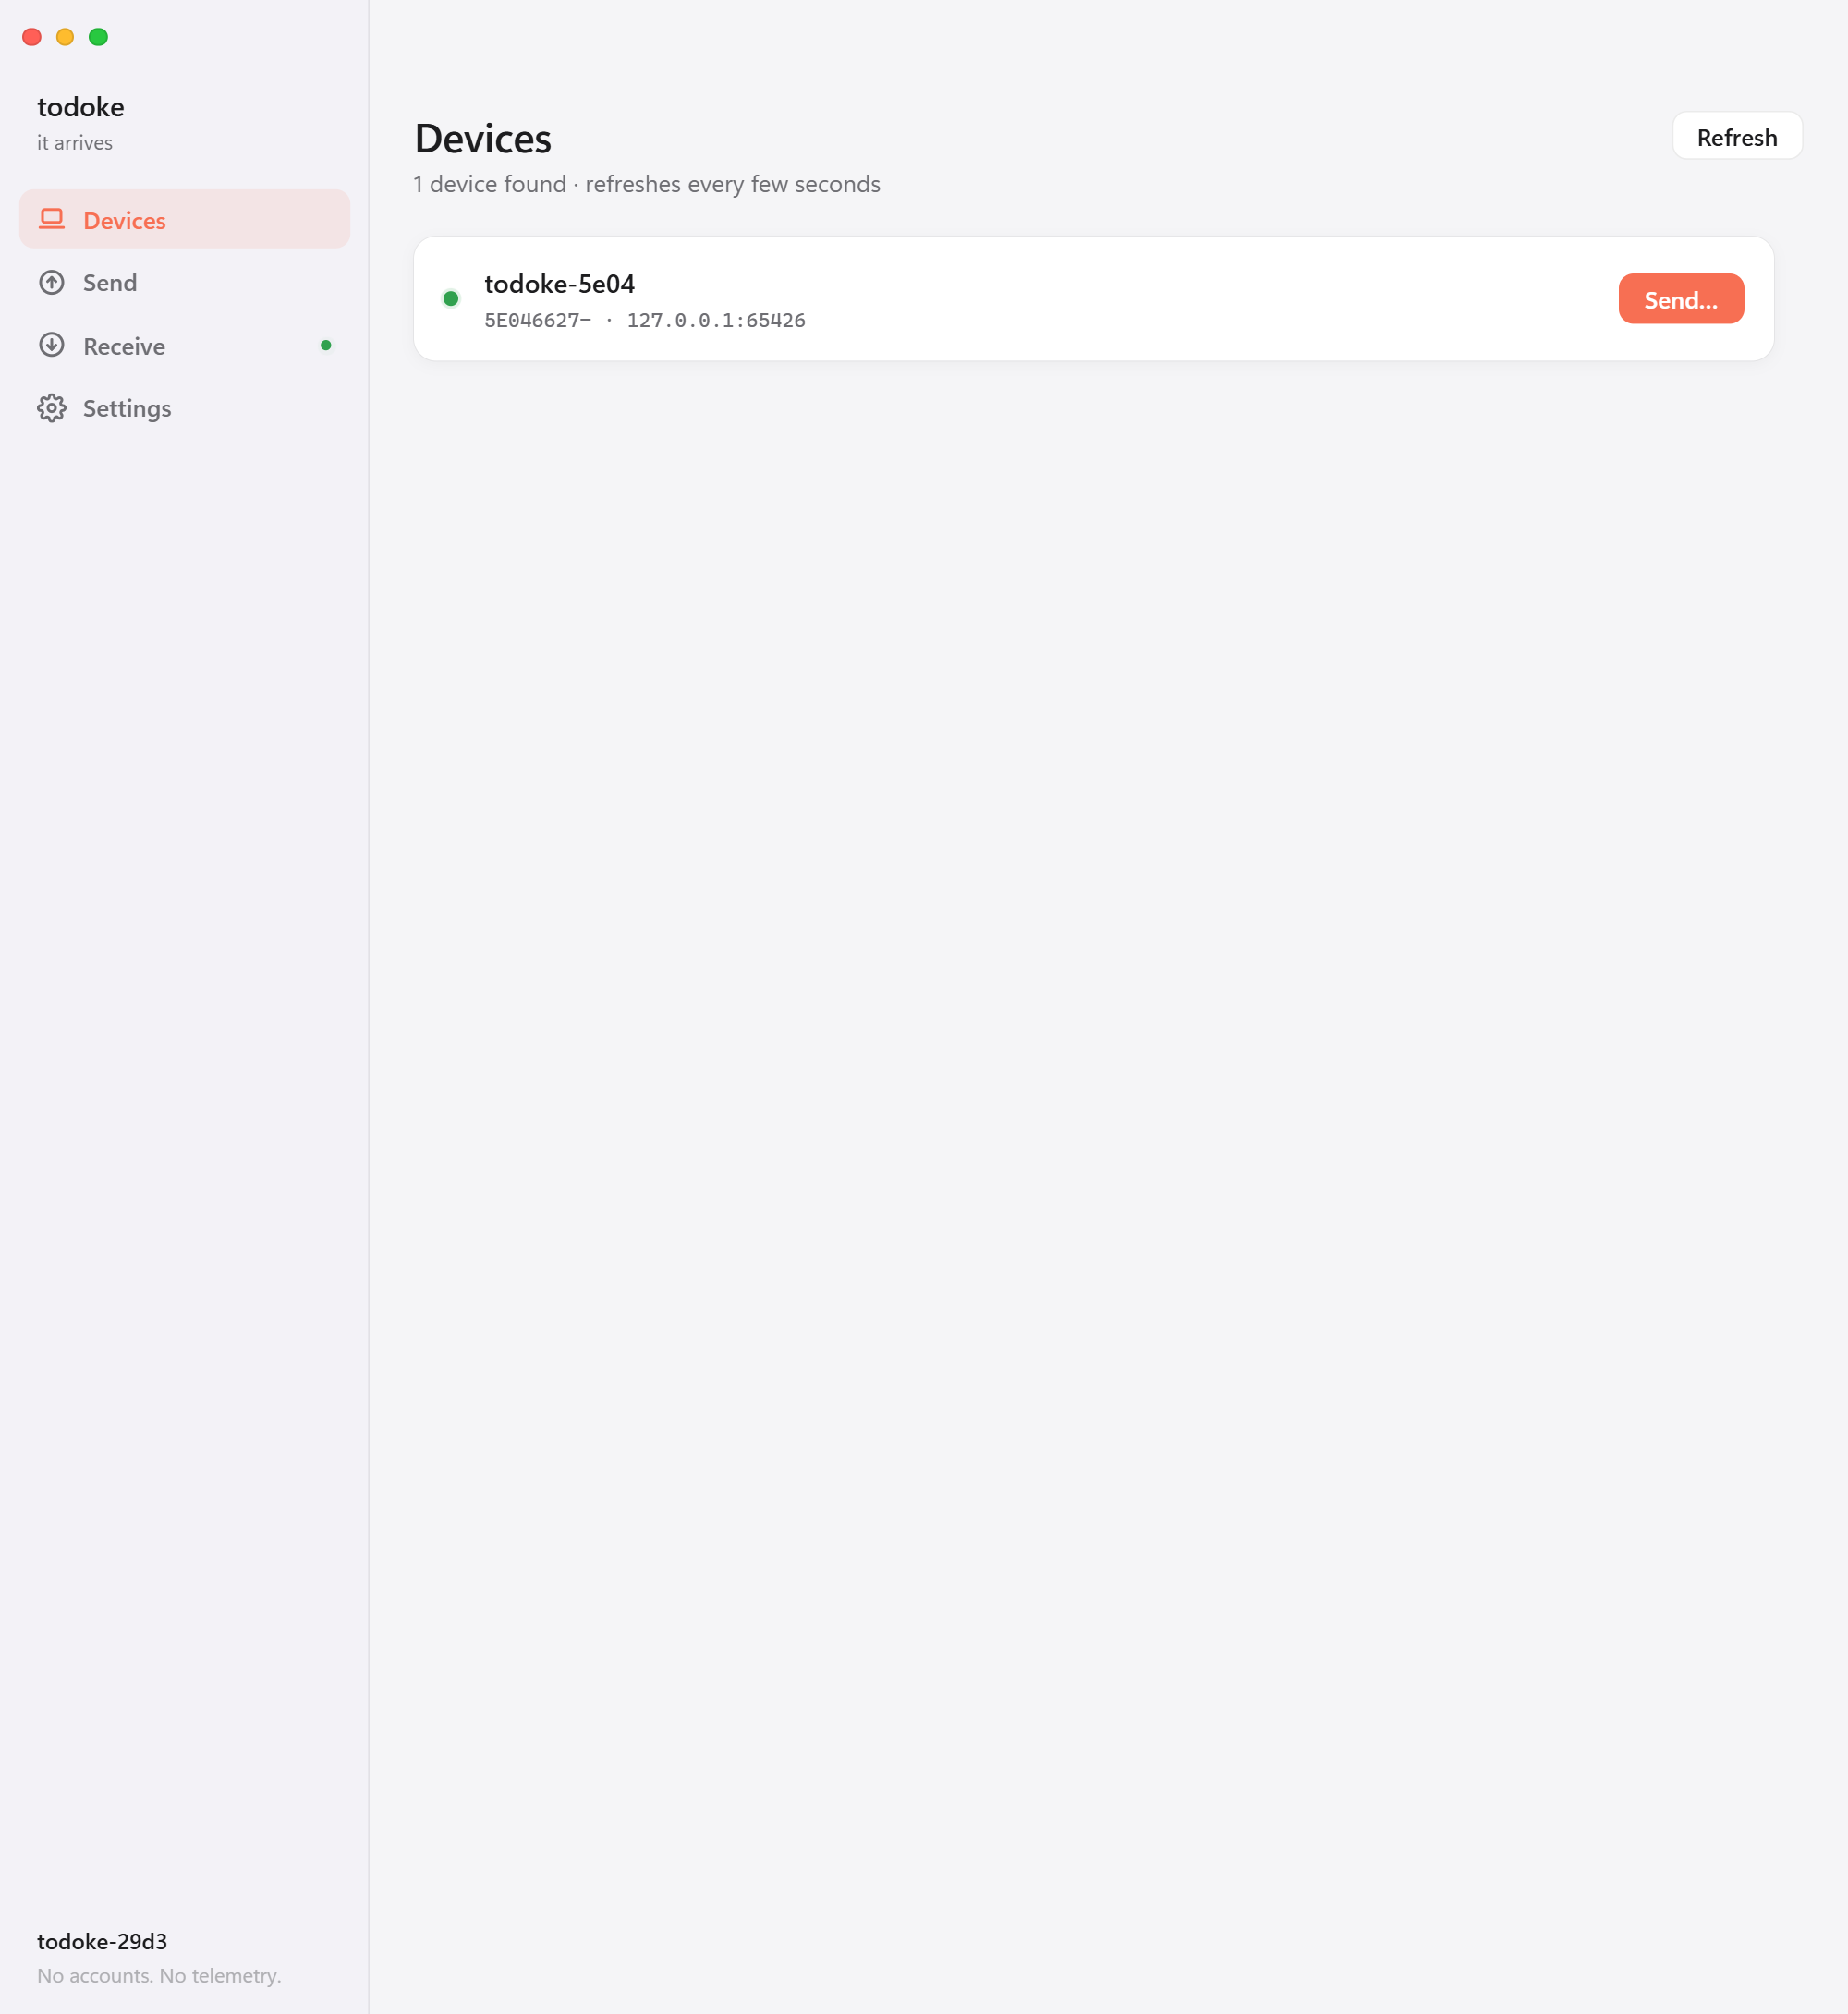 todoke
it arrives
Devices
Send
Receive
Settings
todoke-29d3
No accounts. No telemetry.
Devices
Refresh
1 device found · refreshes every few seconds
todoke-5e04
5E046627- · 127.0.0.1:65426
Send...